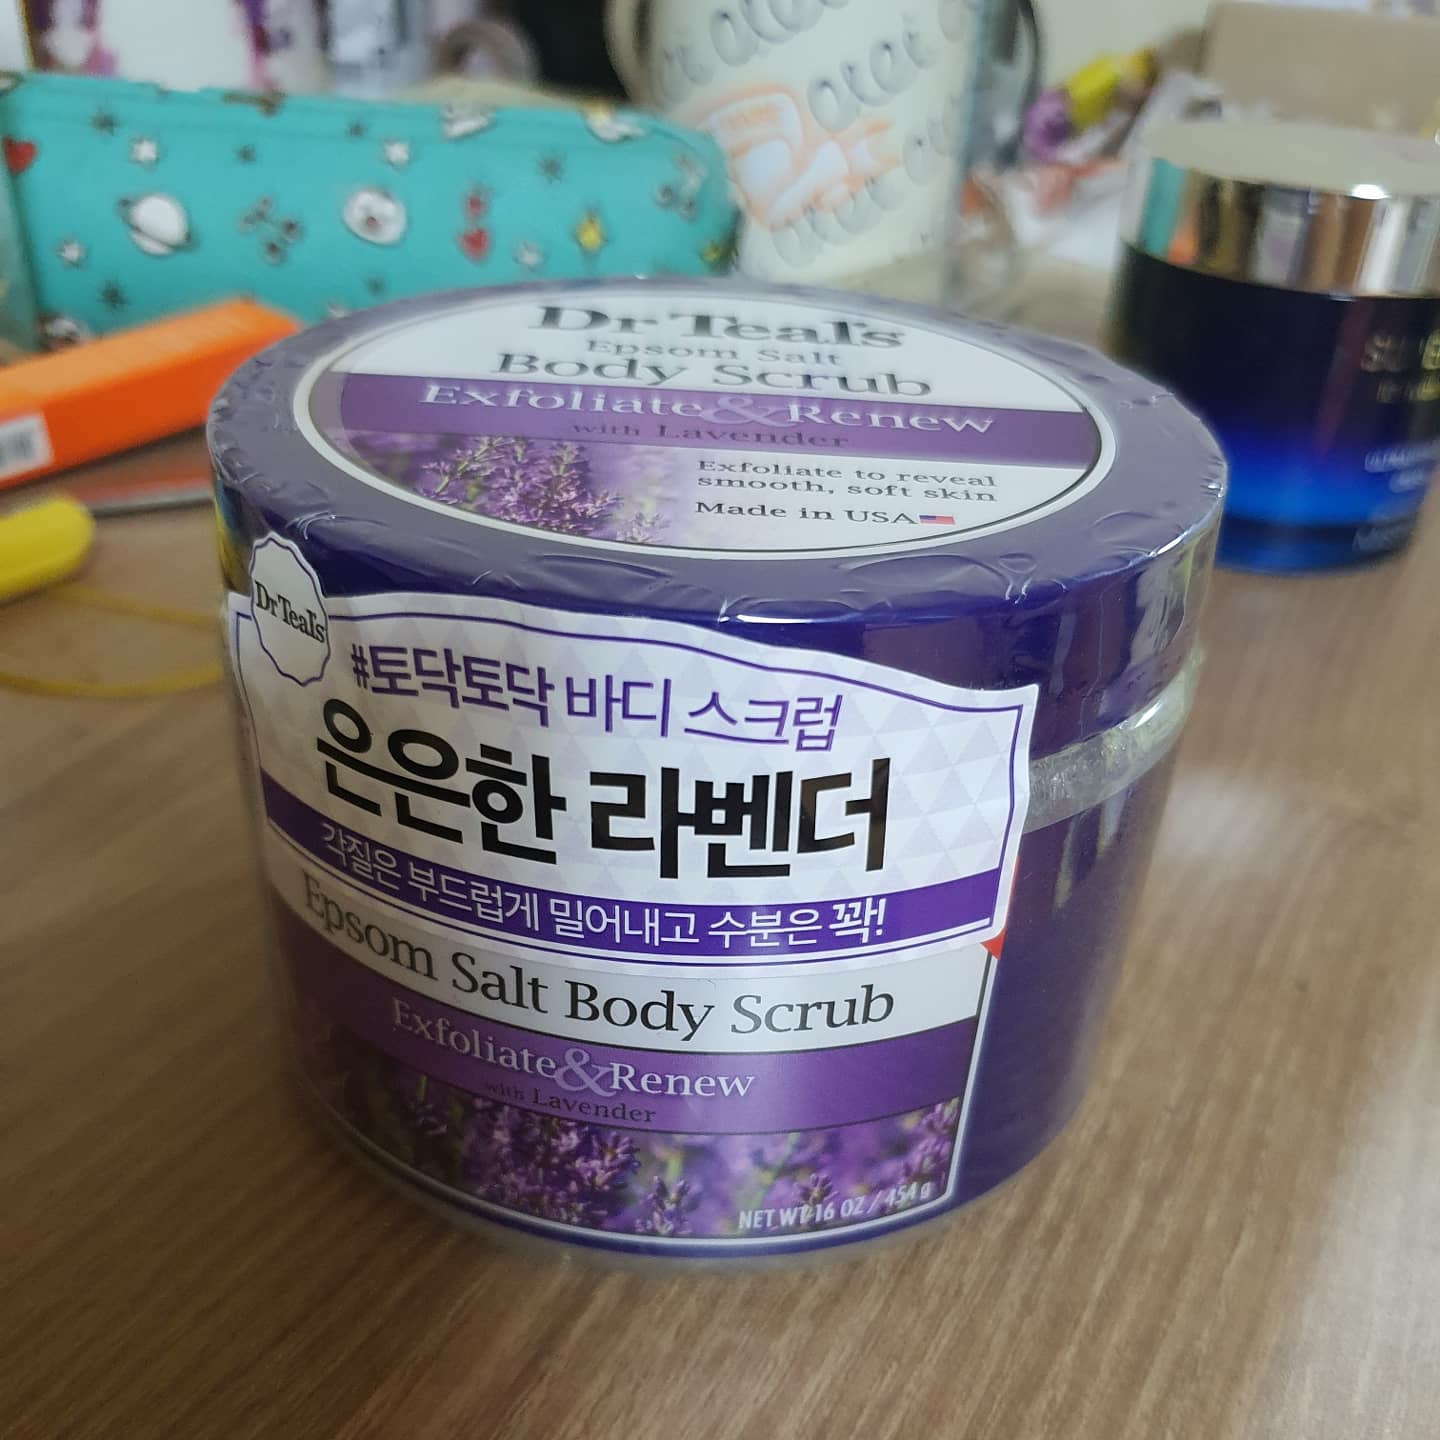 Dr Teal's
Epsom Salt
Body Scrub
Exfoliate & Renew
with Lavender
Exfoliate to reveal
smooth, soft skin
Made in USA
Dr Teal's
#토닥토닥 바디 스크럽
은은한 라벤더
각질은 부드럽게 밀어내고 수분은 꽉!
Epsom Salt Body Scrub
Exfoliate & Renew
with Lavender
NET WT 16 OZ / 454 g